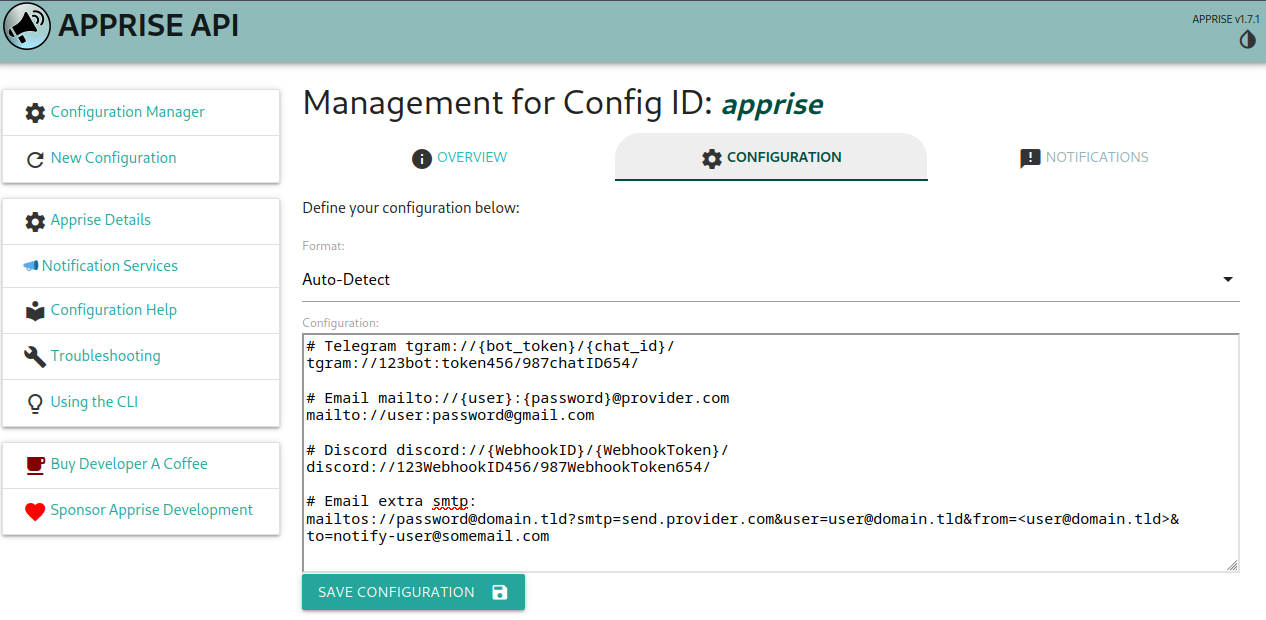 APPRISE API
APPRISE v1.7.1
Configuration Manager
New Configuration
Apprise Details
Notification Services
Configuration Help
Troubleshooting
Using the CLI
Buy Developer A Coffee
Sponsor Apprise Development
Management for Config ID: apprise
OVERVIEW
CONFIGURATION
NOTIFICATIONS
Define your configuration below:
Format:
Auto-Detect
Configuration:
# Telegram tgram://{bot_token}/{chat_id}/
tgram://123bot:token456/987chatID654/
# Email mailto://{user}:{password}@provider.com
mailto://user:password@gmail.com
# Discord discord://{WebhookID}/{WebhookToken}/
discord://123WebhookID456/987WebhookToken654/
# Email extra smtp:
mailtos://password@domain.tld?smtp=send.provider.com&user=user@domain.tld&from=<user@domain.tld>&
to=notify-user@somemail.com
SAVE CONFIGURATION